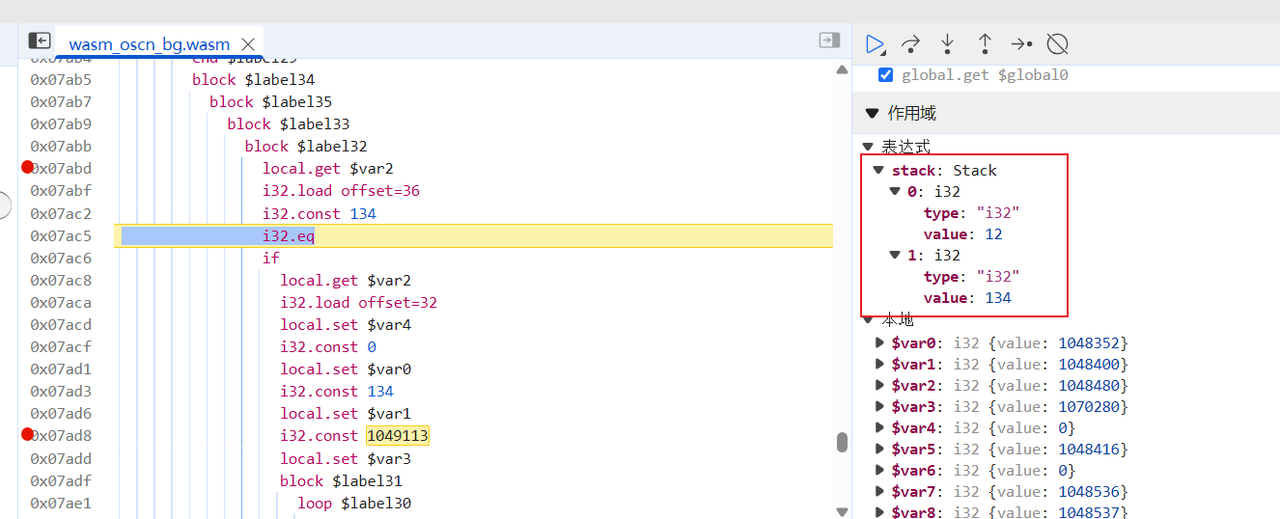 wasm_oscn_bg.wasm
0x07ab4 end $label29
0x07ab5 block $label34
0x07ab7 block $label35
0x07ab9 block $label33
0x07abb block $label32
0x07abd local.get $var2
0x07abf i32.load offset=36
0x07ac2 i32.const 134
0x07ac5 i32.eq
0x07ac6 if
0x07ac8 local.get $var2
0x07aca i32.load offset=32
0x07acd local.set $var4
0x07acf i32.const 0
0x07ad1 local.set $var0
0x07ad3 i32.const 134
0x07ad6 local.set $var1
0x07ad8 i32.const 1049113
0x07add local.set $var3
0x07adf block $label31
0x07ae1 loop $label30
global.get $global0
作用域
表达式
stack: Stack
0: i32
type: "i32"
value: 12
1: i32
type: "i32"
value: 134
本地
$var0: i32 {value: 1048352}
$var1: i32 {value: 1048400}
$var2: i32 {value: 1048480}
$var3: i32 {value: 1070280}
$var4: i32 {value: 0}
$var5: i32 {value: 1048416}
$var6: i32 {value: 0}
$var7: i32 {value: 1048536}
$var8: i32 {value: 1048537}